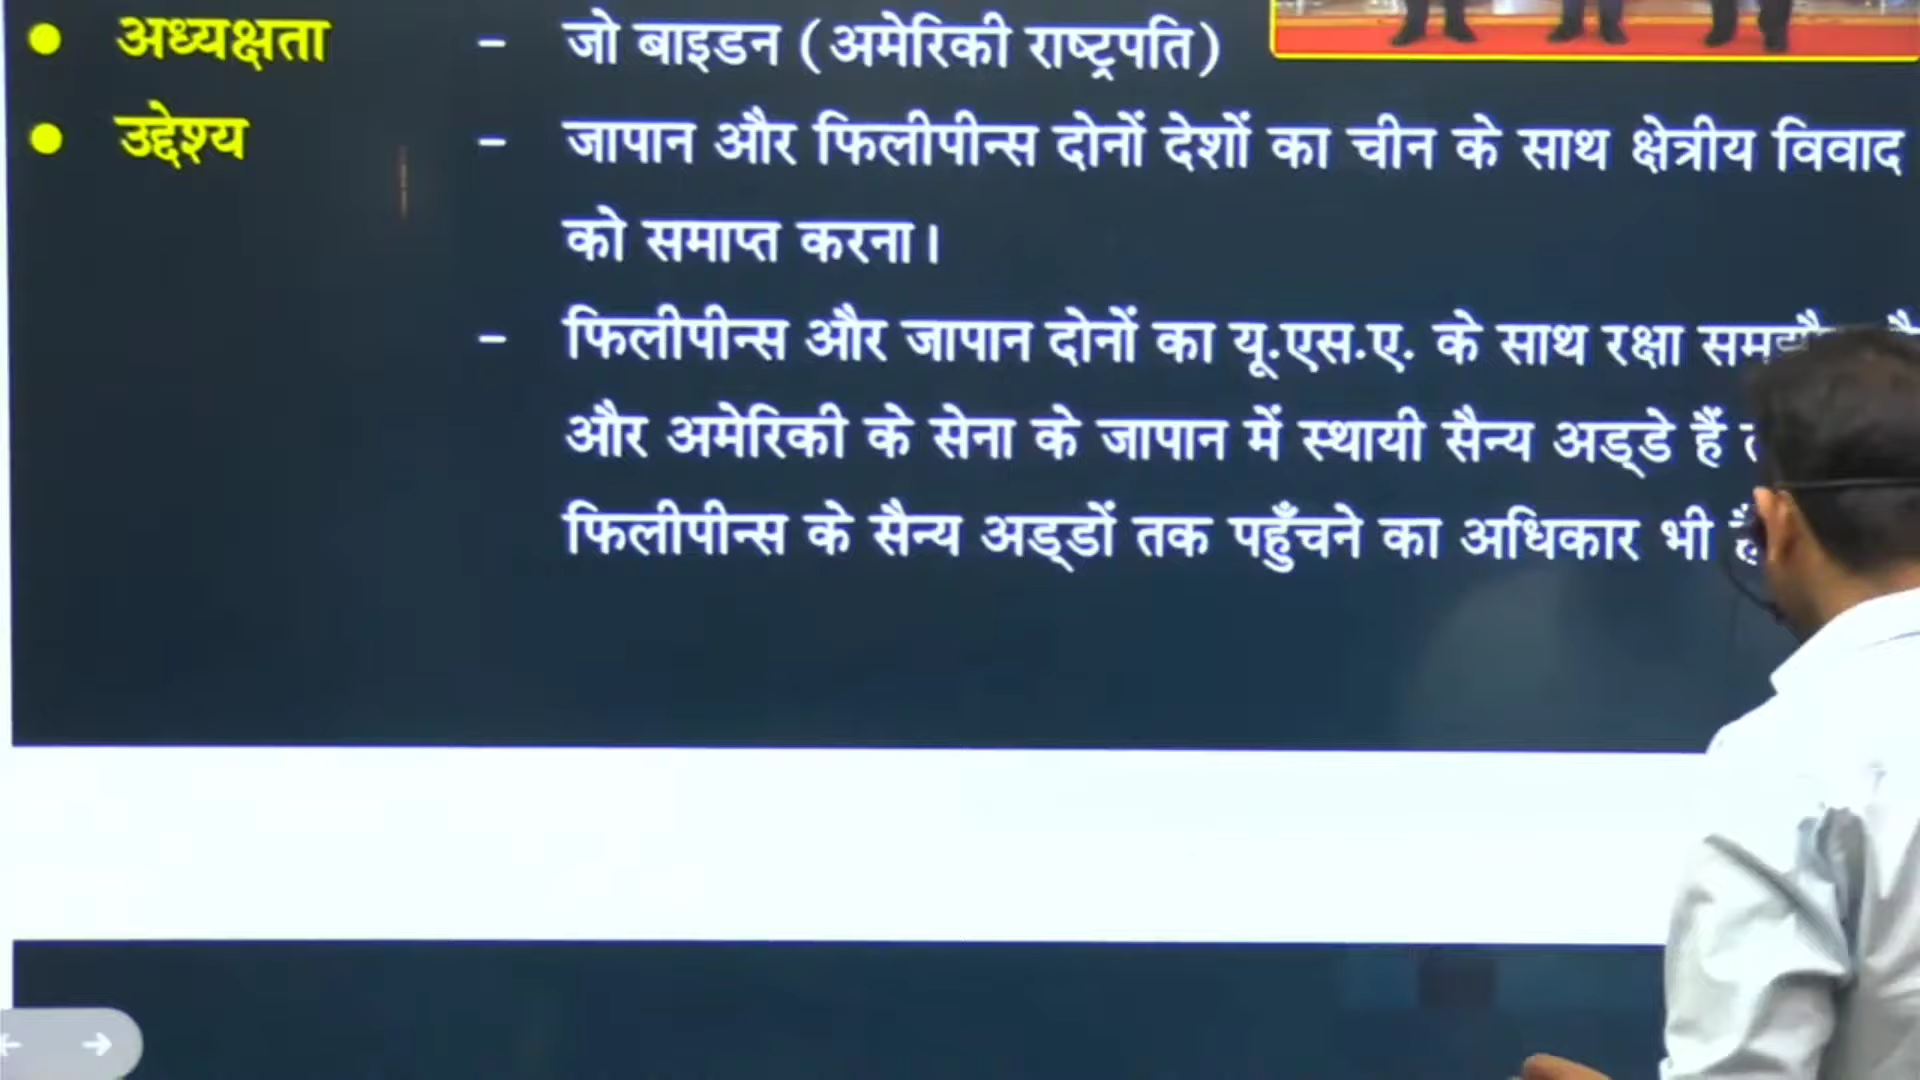 ● अध्यक्षता - जो बाइडन (अमेरिकी राष्ट्रपति)
● उद्देश्य - जापान और फिलीपीन्स दोनों देशों का चीन के साथ क्षेत्रीय विवाद
को समाप्त करना।
- फिलीपीन्स और जापान दोनों का यू.एस.ए. के साथ रक्षा
और अमेरिकी के सेना के जापान में स्थायी सैन्य अड्डे हैं
फिलीपीन्स के सैन्य अड्डों तक पहुँचने का अधिकार भी